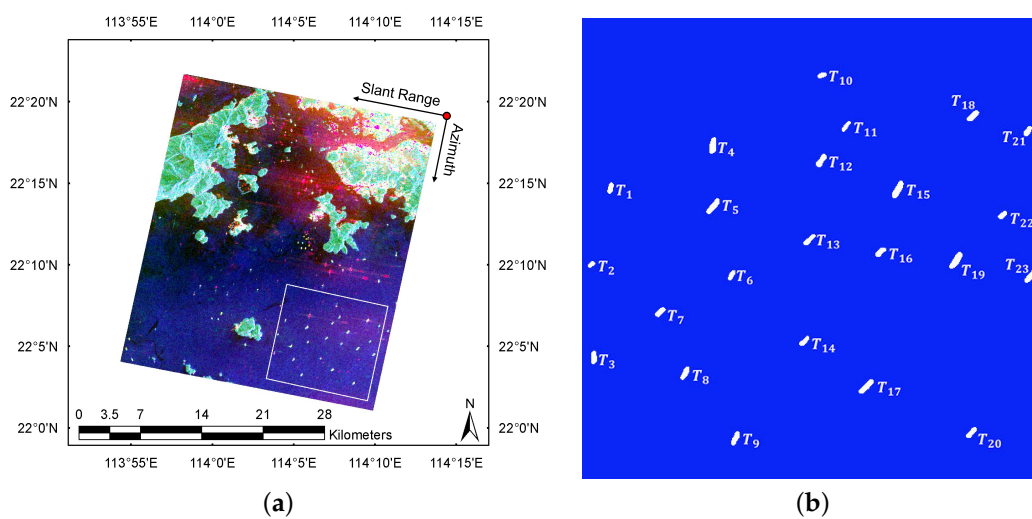 113°55'E 114°0'E 114°5'E 114°10'E 114°15'E
22°20'N 22°20'N
Slant Range
Azimuth
22°15'N 22°15'N
22°10'N 22°10'N
22°5'N 22°5'N
22°0'N 22°0'N
0 3.5 7 14 21 28
Kilometers
N
113°55'E 114°0'E 114°5'E 114°10'E 114°15'E
(a)
T10
T18
T11
T21
T4
T12
T1
T15
T5
T22
T13
T16
T2
T19
T23
T6
T7
T14
T3
T8
T17
T9
T20
(b)